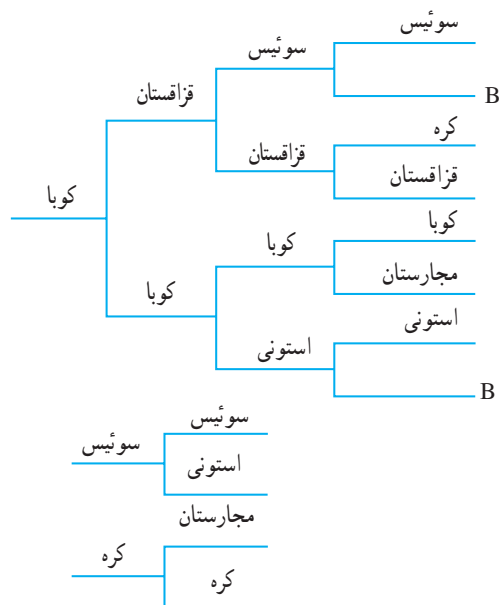 سوئیس
سوئیس
B
قزاقستان
کره
قزاقستان
قزاقستان
کوبا
کوبا
کوبا
مجارستان
کوبا
استونی
استونی
B
سوئیس
سوئیس
استونی
مجارستان
کره
کره